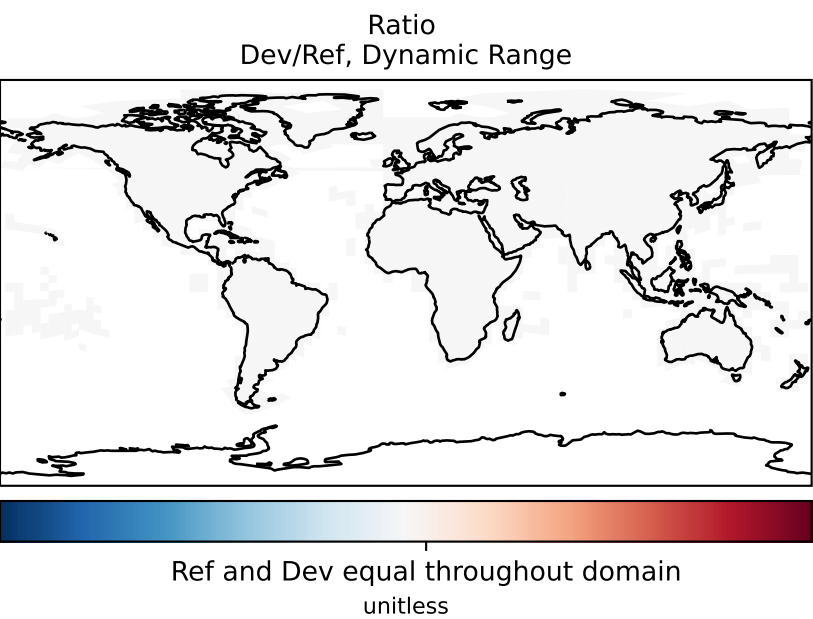 Ratio
Dev/Ref, Dynamic Range
Ref and Dev equal throughout domain
unitless